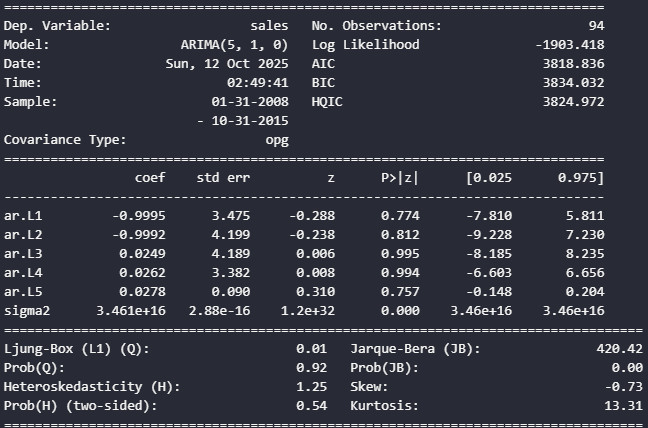 ==============================================================================
Dep. Variable:                  sales   No. Observations:                   94
Model:                 ARIMA(5, 1, 0)   Log Likelihood               -1903.418
Date:                Sun, 12 Oct 2025   AIC                           3818.836
Time:                        02:49:41   BIC                           3834.032
Sample:                    01-31-2008   HQIC                          3824.972
                         - 10-31-2015
Covariance Type:                  opg
==============================================================================
                 coef    std err          z      P>|z|      [0.025      0.975]
------------------------------------------------------------------------------
ar.L1         -0.9995      3.475     -0.288      0.774      -7.810       5.811
ar.L2         -0.9992      4.199     -0.238      0.812      -9.228       7.230
ar.L3          0.0249      4.189      0.006      0.995      -8.185       8.235
ar.L4          0.0262      3.382      0.008      0.994      -6.603       6.656
ar.L5          0.0278      0.090      0.310      0.757      -0.148       0.204
sigma2      3.461e+16   2.88e-16    1.2e+32      0.000    3.46e+16    3.46e+16
===================================================================================
Ljung-Box (L1) (Q):                   0.01   Jarque-Bera (JB):               420.42
Prob(Q):                              0.92   Prob(JB):                         0.00
Heteroskedasticity (H):               1.25   Skew:                            -0.73
Prob(H) (two-sided):                  0.54   Kurtosis:                        13.31
===================================================================================